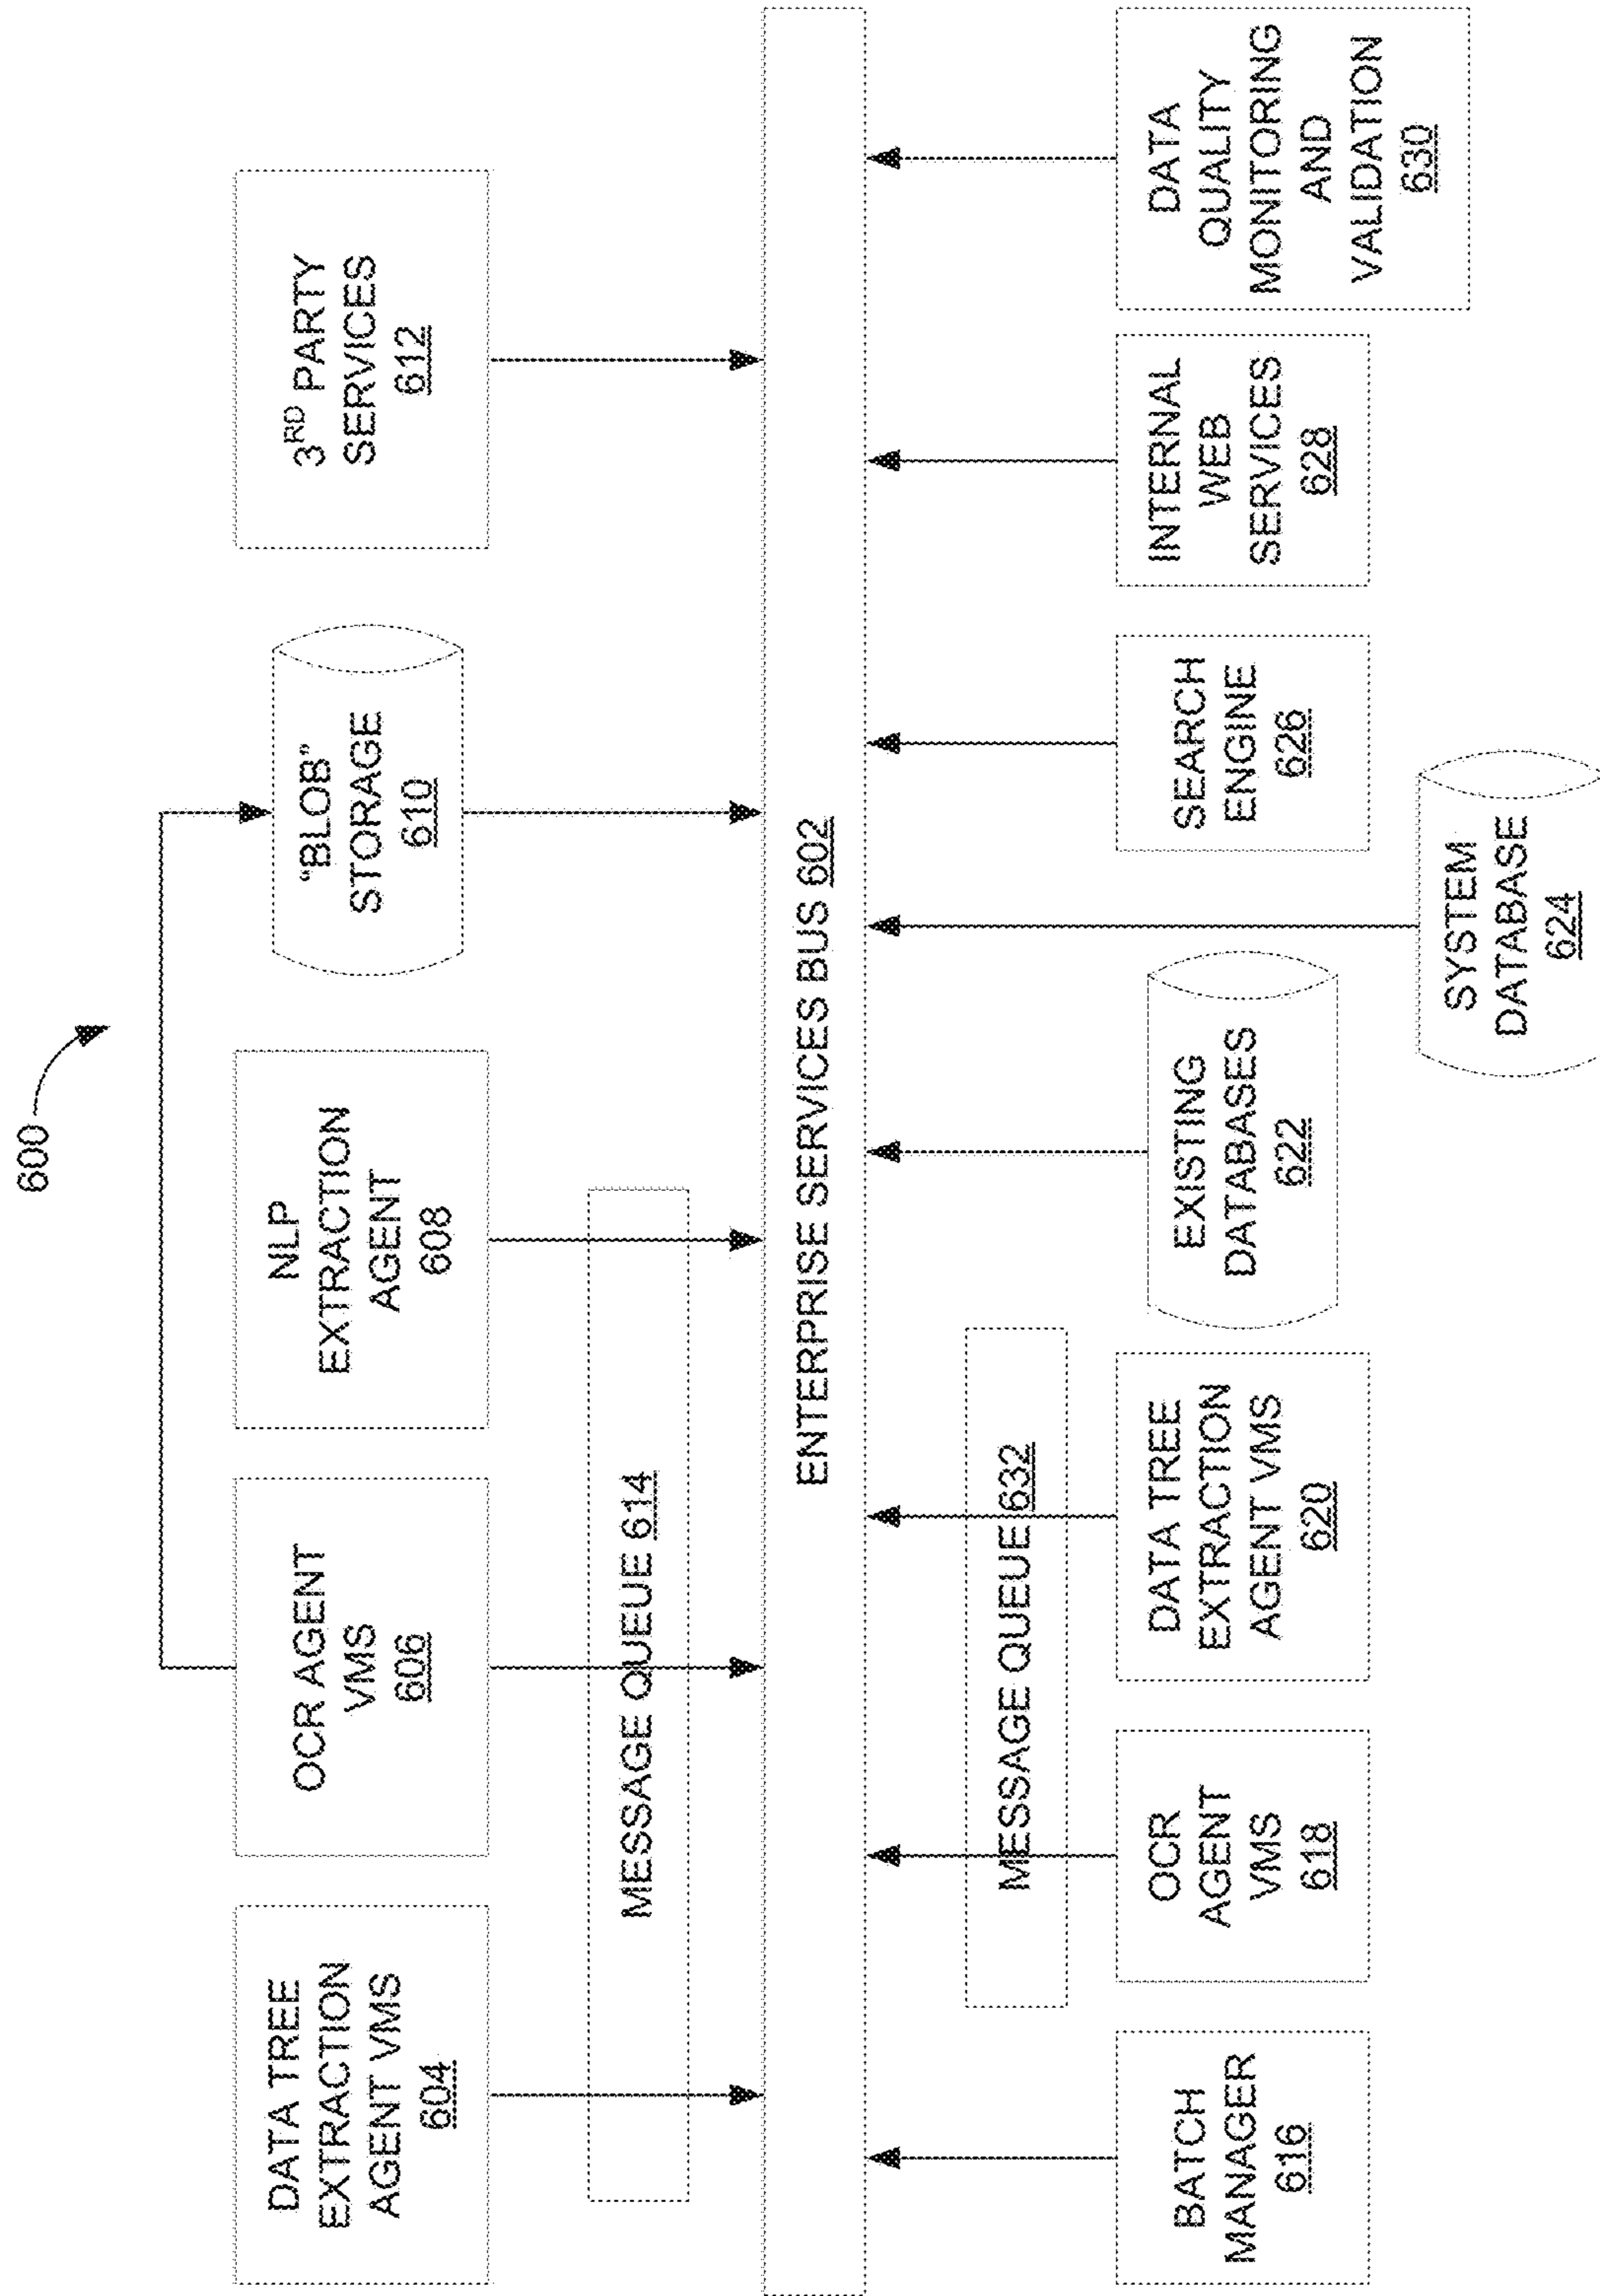 600
DATA TREE
EXTRACTION
AGENT VMS
604
OCR AGENT
VMS
606
NLP
EXTRACTION
AGENT
608
"BLOB"
STORAGE
610
3RD PARTY
SERVICES
612
MESSAGE QUEUE 614
ENTERPRISE SERVICES BUS 602
MESSAGE QUEUE 632
BATCH
MANAGER
616
OCR
AGENT
VMS
618
DATA TREE
EXTRACTION
AGENT VMS
620
EXISTING
DATABASES
622
SYSTEM
DATABASE
624
SEARCH
ENGINE
626
INTERNAL
WEB
SERVICES
628
DATA
QUALITY
MONITORING
AND
VALIDATION
630